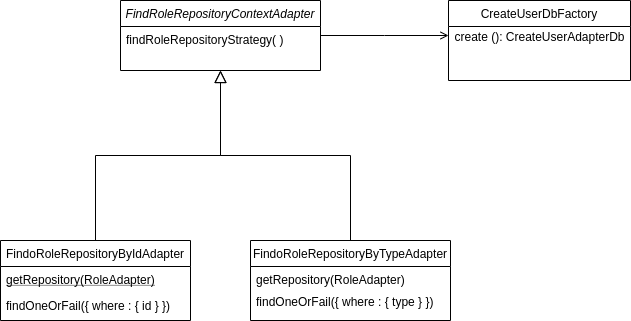 FindRoleRepositoryContextAdapter
findRoleRepositoryStrategy( )
CreateUserDbFactory
create (): CreateUserAdapterDb
FindoRoleRepositoryByIdAdapter
getRepository(RoleAdapter)
findOneOrFail({ where : { id } })
FindoRoleRepositoryByTypeAdapter
getRepository(RoleAdapter)
findOneOrFail({ where : { type } })